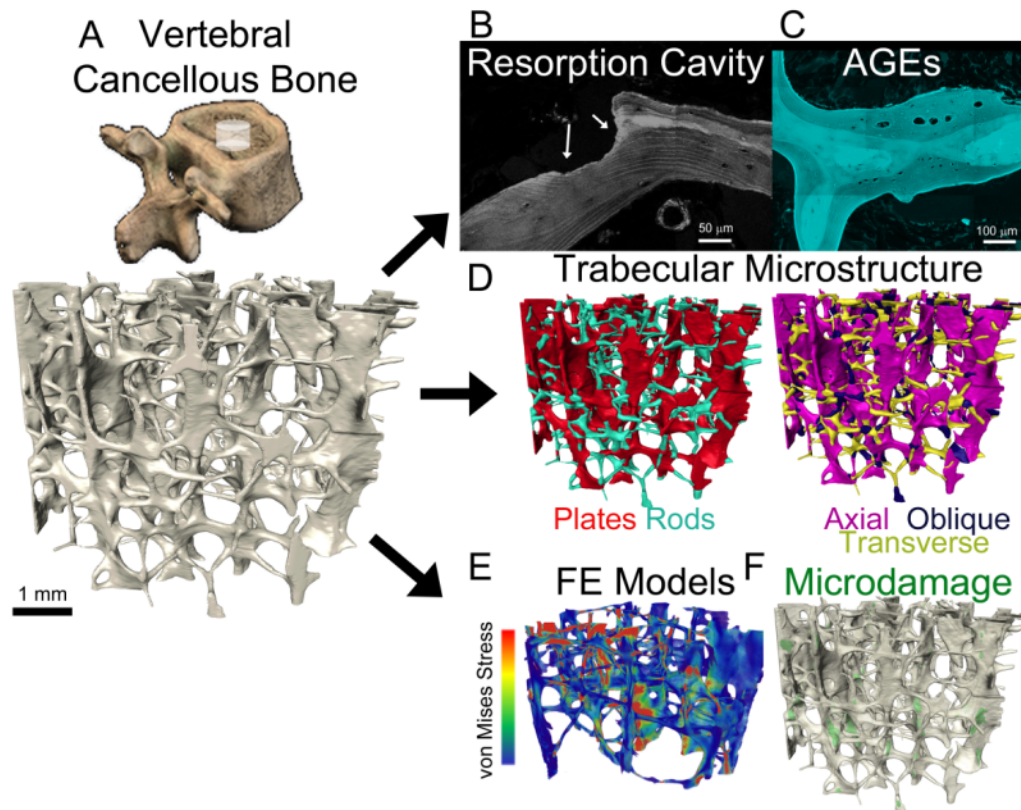 A Vertebral
Cancellous Bone
1 mm
B
Resorption Cavity
50 μm
C
AGEs
100 μm
D Trabecular Microstructure
Plates Rods
Axial Oblique
Transverse
E FE Models
von Mises Stress
F
Microdamage